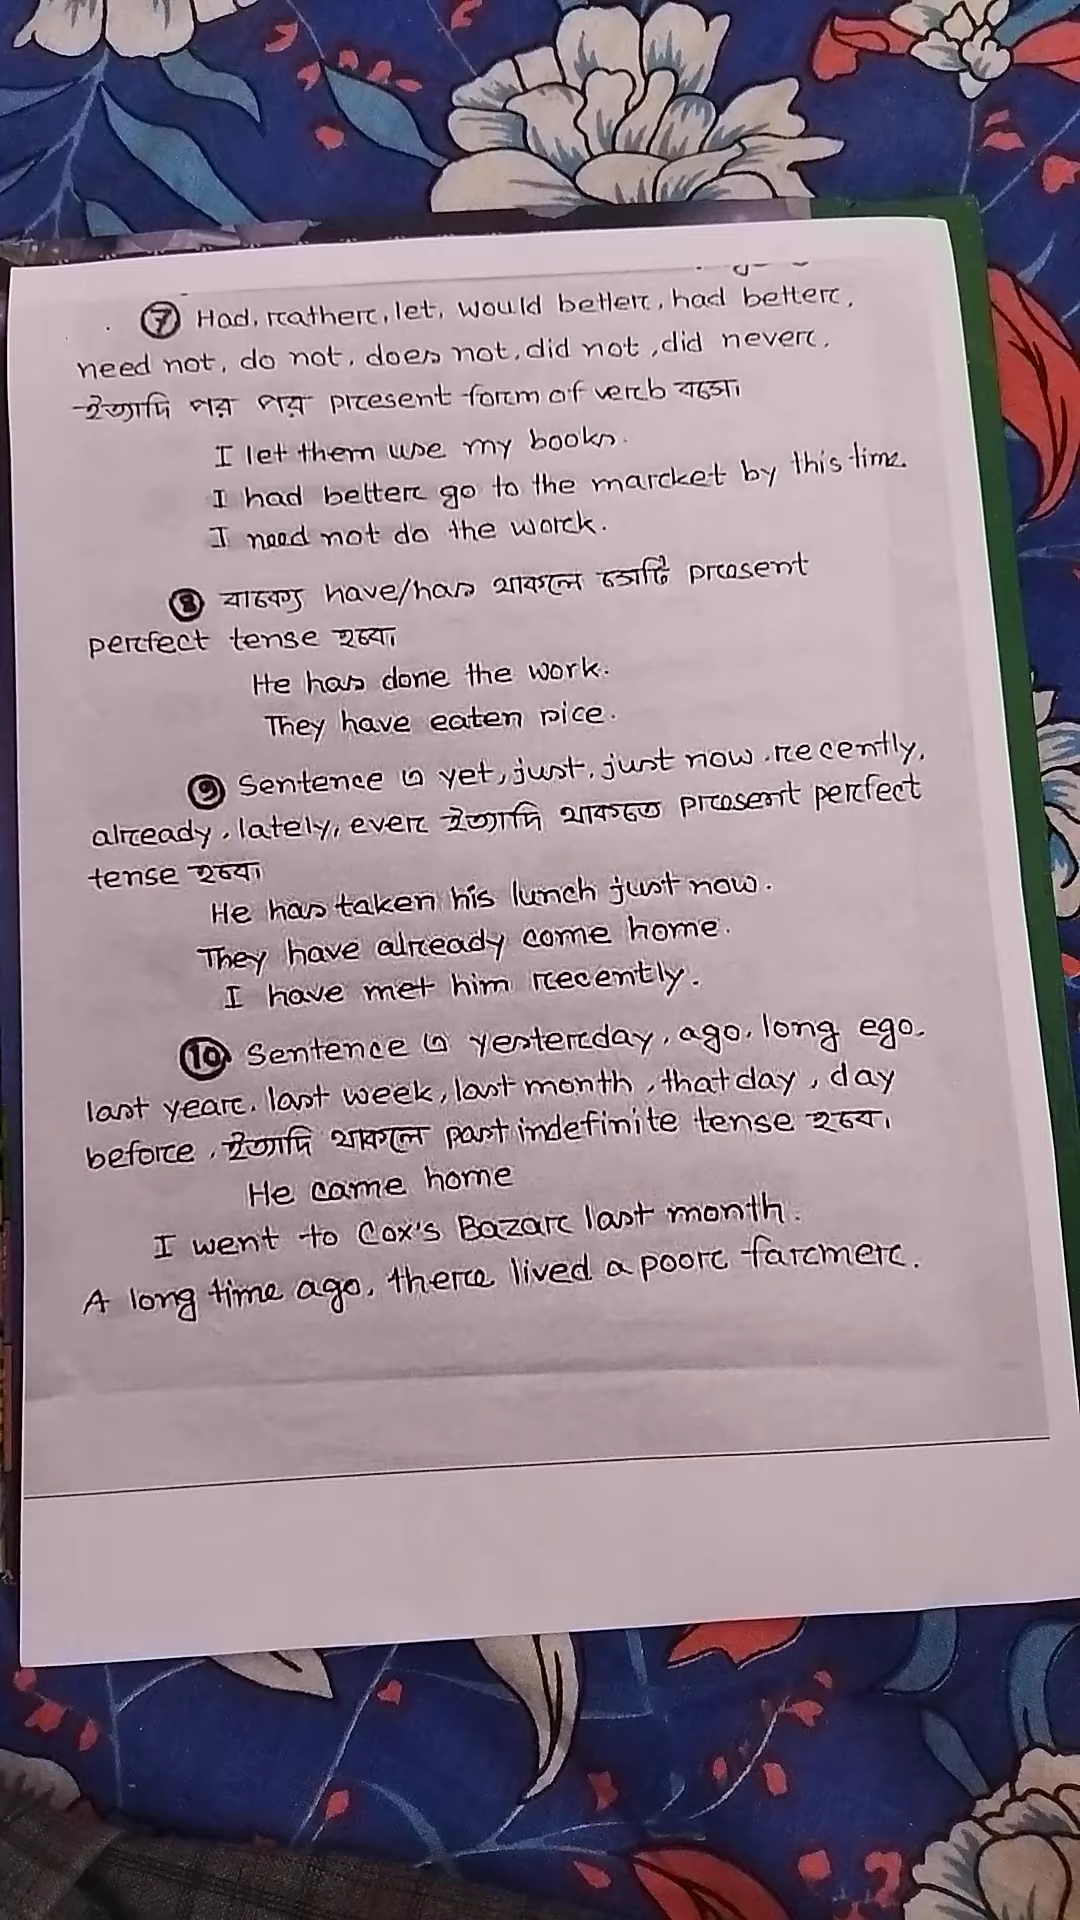 ⑦ Had, rather, let, would better, had better,
need not, do not, does not, did not, did never,
ইত্যাদি পর পর present form of verb বসে।
I let them use my books.
I had better go to the market by this time.
I need not do the work.
⑧ বাক্যে have/has থাকলে সেটি present
perfect tense হবে।
He has done the work.
They have eaten rice.
⑨ Sentence এ yet, just, just now, recently,
already, lately, ever ইত্যাদি থাকতে present perfect
tense হবে।
He has taken his lunch just now.
They have already come home.
I have met him recently.
⑩ Sentence এ yesterday, ago, long ego,
last year, last week, last month, that day, day
before, ইত্যাদি থাকলে past indefinite tense হবে।
He came home
I went to Cox's Bazar last month.
A long time ago, there lived a poor farmer.